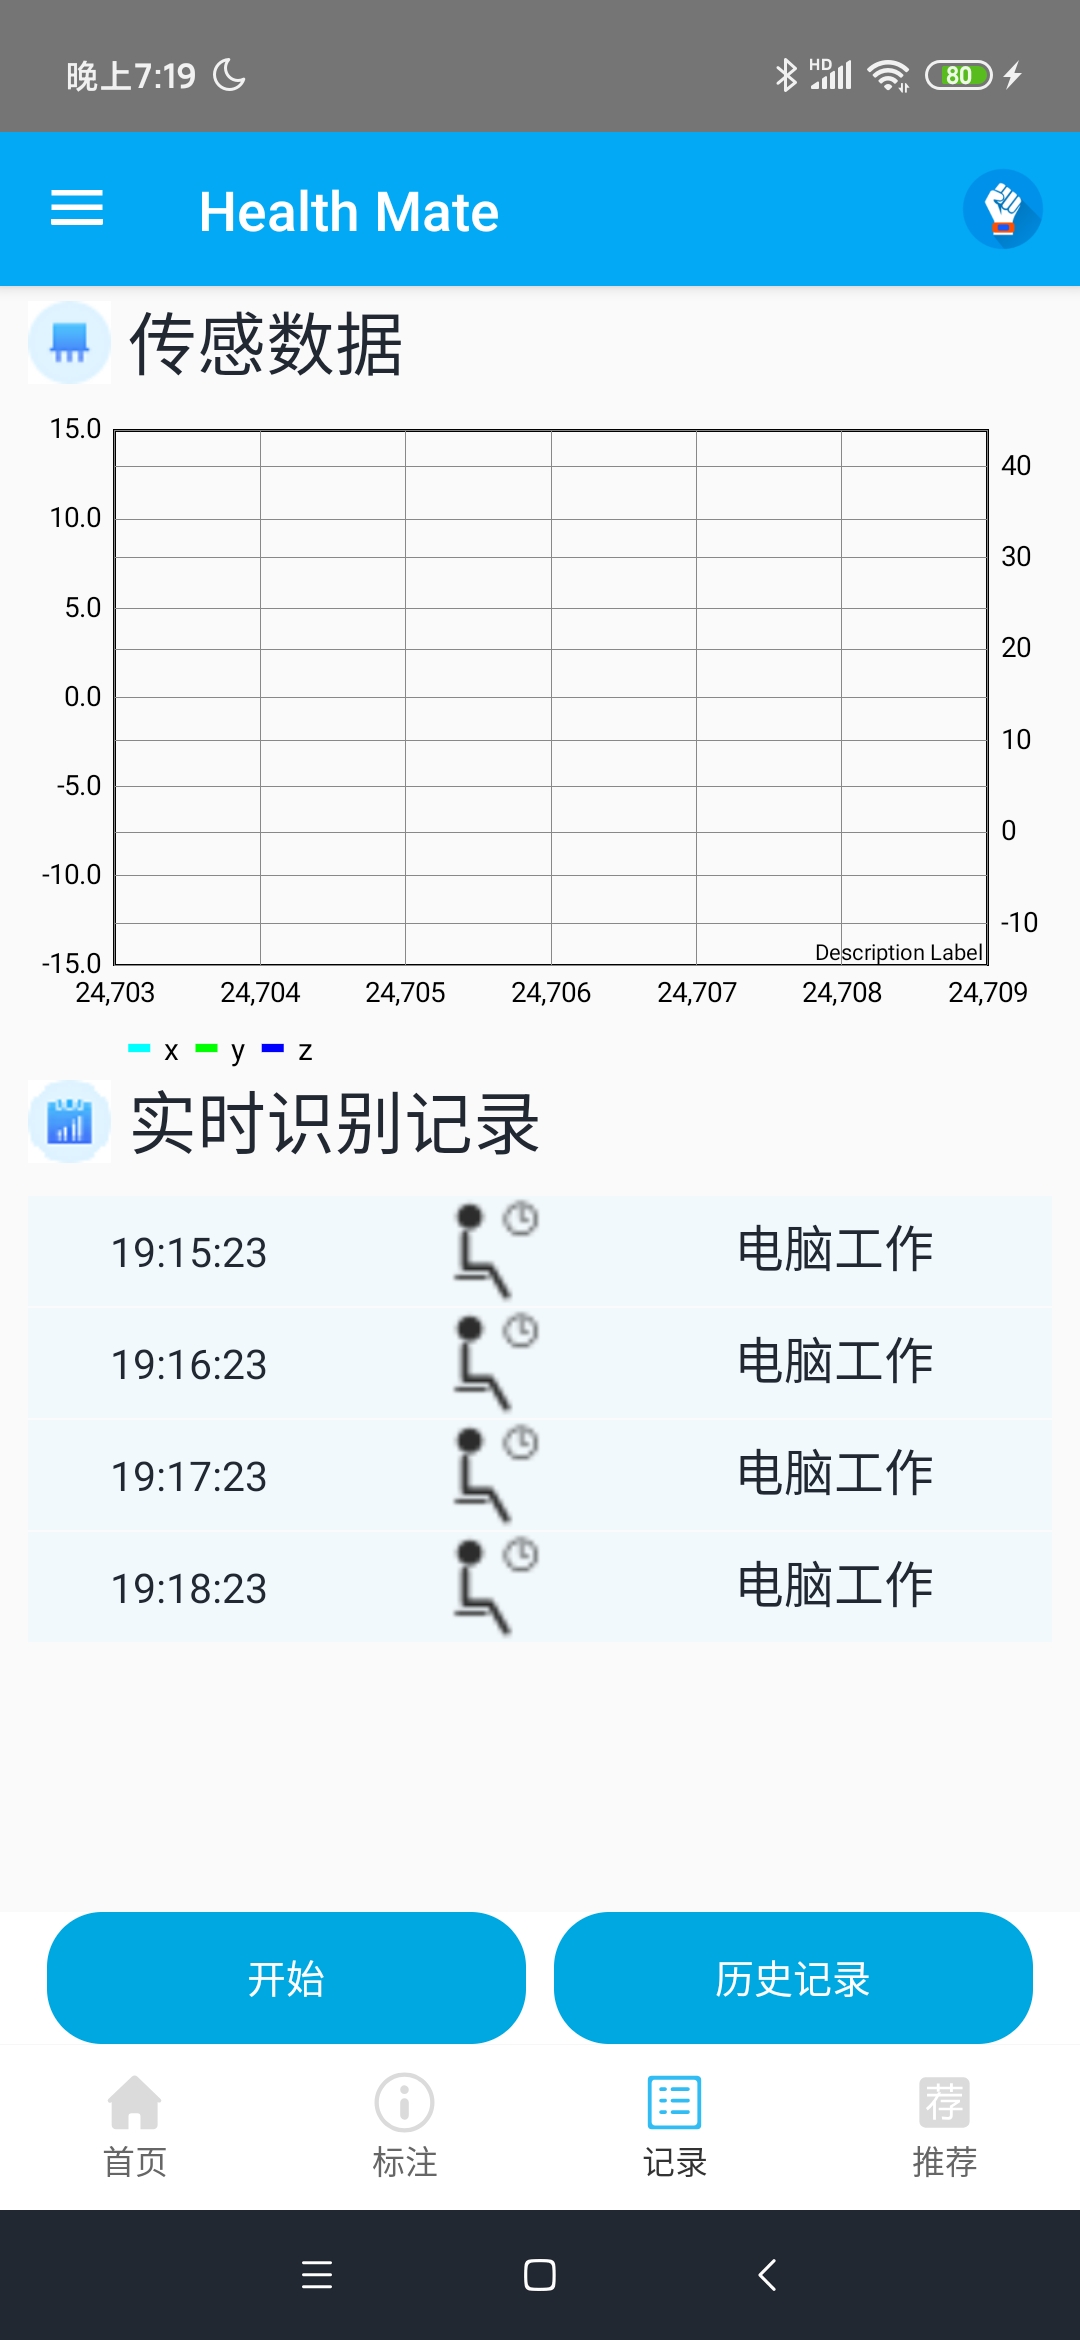 晚上7:19 HD 80
Health Mate
传感数据
15.0
40
10.0
30
5.0
20
0.0
10
-5.0
0
-10.0
-10
Description Label
-15.0
24,703 24,704 24,705 24,706 24,707 24,708 24,709
x y z
实时识别记录
19:15:23 电脑工作
19:16:23 电脑工作
19:17:23 电脑工作
19:18:23 电脑工作
开始 历史记录
荐
首页 标注 记录 推荐